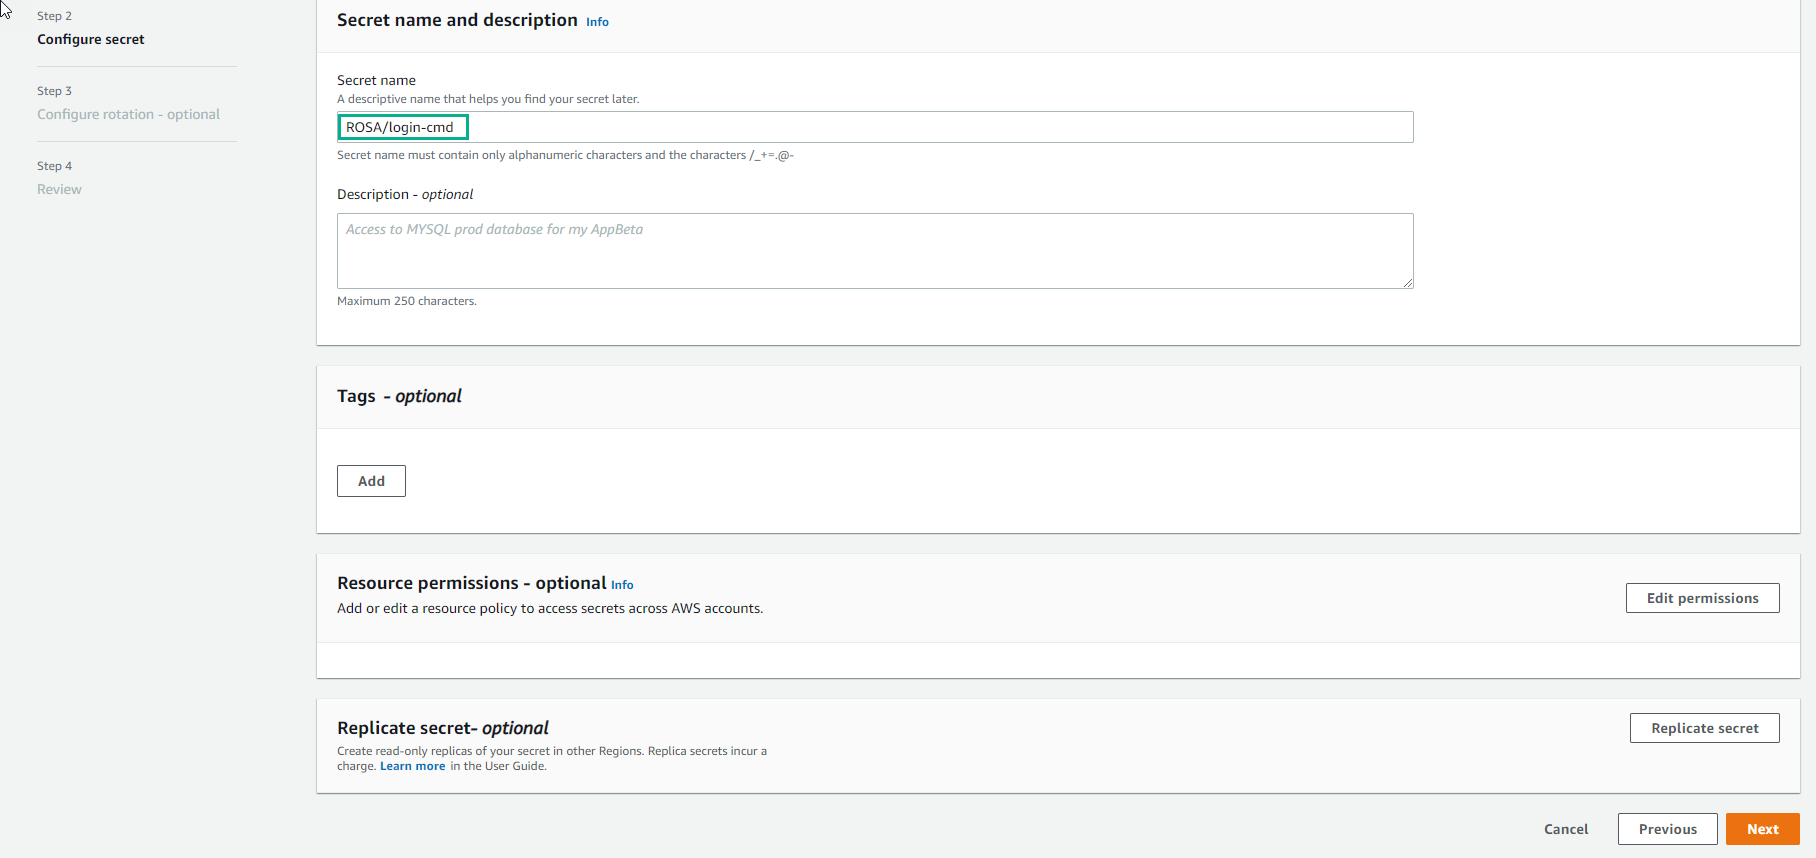 Step 2
Configure secret
Step 3
Configure rotation - optional
Step 4
Review
Secret name and description Info
Secret name
A descriptive name that helps you find your secret later.
ROSA/login-cmd
Secret name must contain only alphanumeric characters and the characters /_+=.@-
Description - optional
Access to MYSQL prod database for my AppBeta
Maximum 250 characters.
Tags - optional
Add
Resource permissions - optional Info
Add or edit a resource policy to access secrets across AWS accounts.
Edit permissions
Replicate secret- optional
Create read-only replicas of your secret in other Regions. Replica secrets incur a
charge. Learn more in the User Guide.
Replicate secret
Cancel
Previous
Next